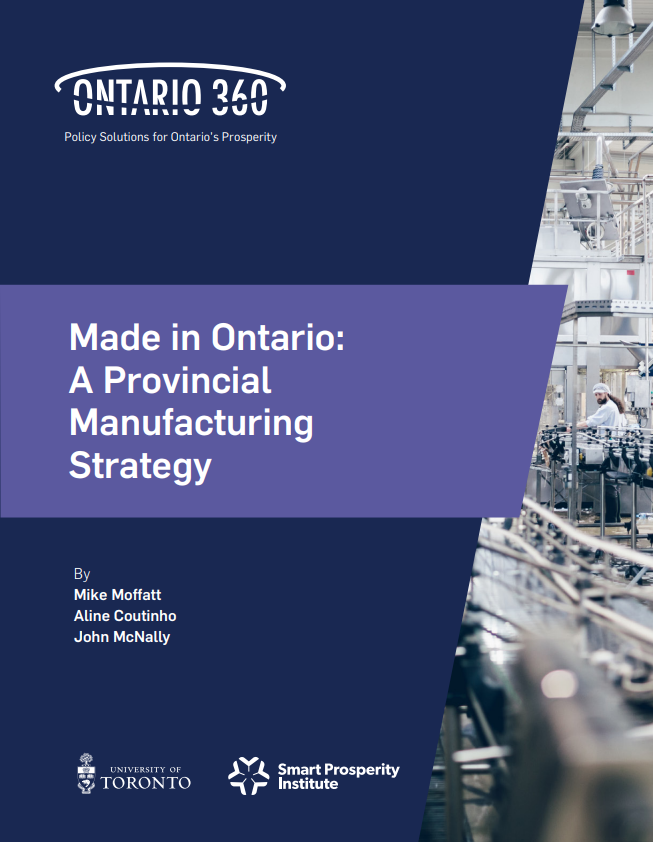 ONTARIO 360
Policy Solutions for Ontario's Prosperity
Made in Ontario:
A Provincial
Manufacturing
Strategy
By
Mike Moffatt
Aline Coutinho
John McNally
UNIVERSITY OF
TORONTO
Smart Prosperity
Institute